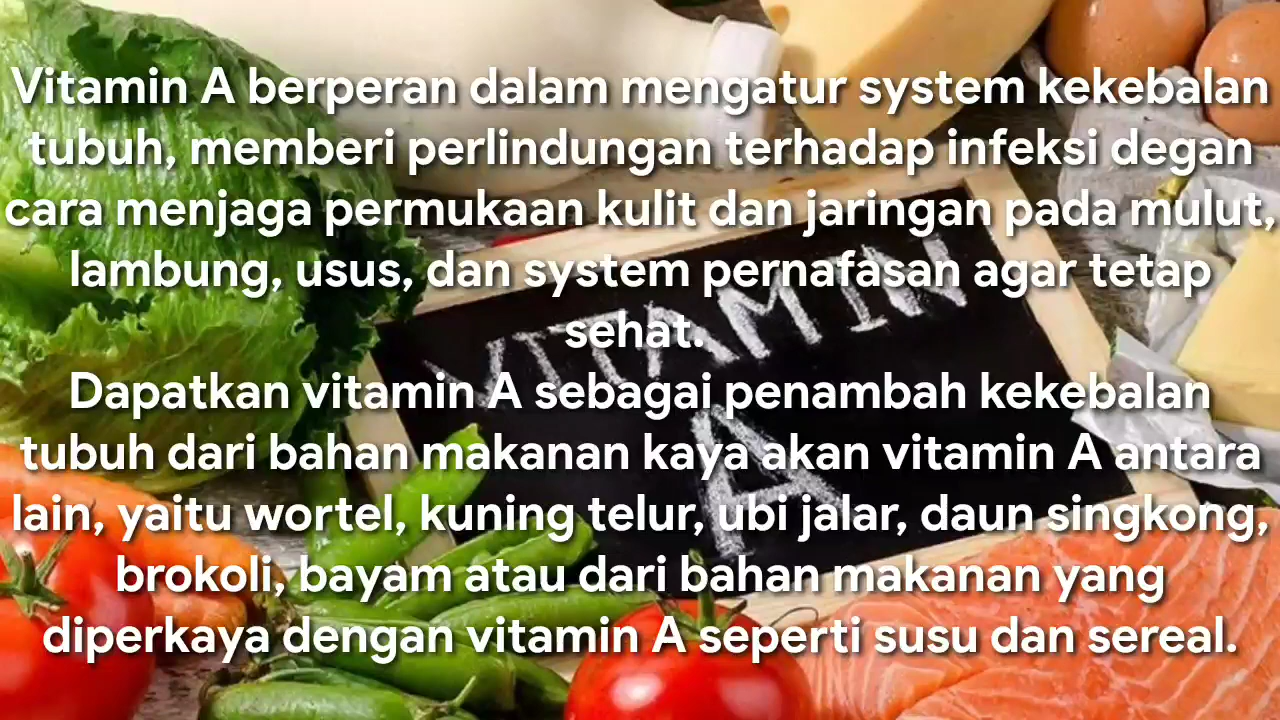 Vitamin A berperan dalam mengatur system kekebalan
tubuh, memberi perlindungan terhadap infeksi degan
cara menjaga permukaan kulit dan jaringan pada mulut,
lambung, usus, dan system pernafasan agar tetap
sehat.
Dapatkan vitamin A sebagai penambah kekebalan
tubuh dari bahan makanan kaya akan vitamin A antara
lain, yaitu wortel, kuning telur, ubi jalar, daun singkong,
brokoli, bayam atau dari bahan makanan yang
diperkaya dengan vitamin A seperti susu dan sereal.
VITAMIN
A